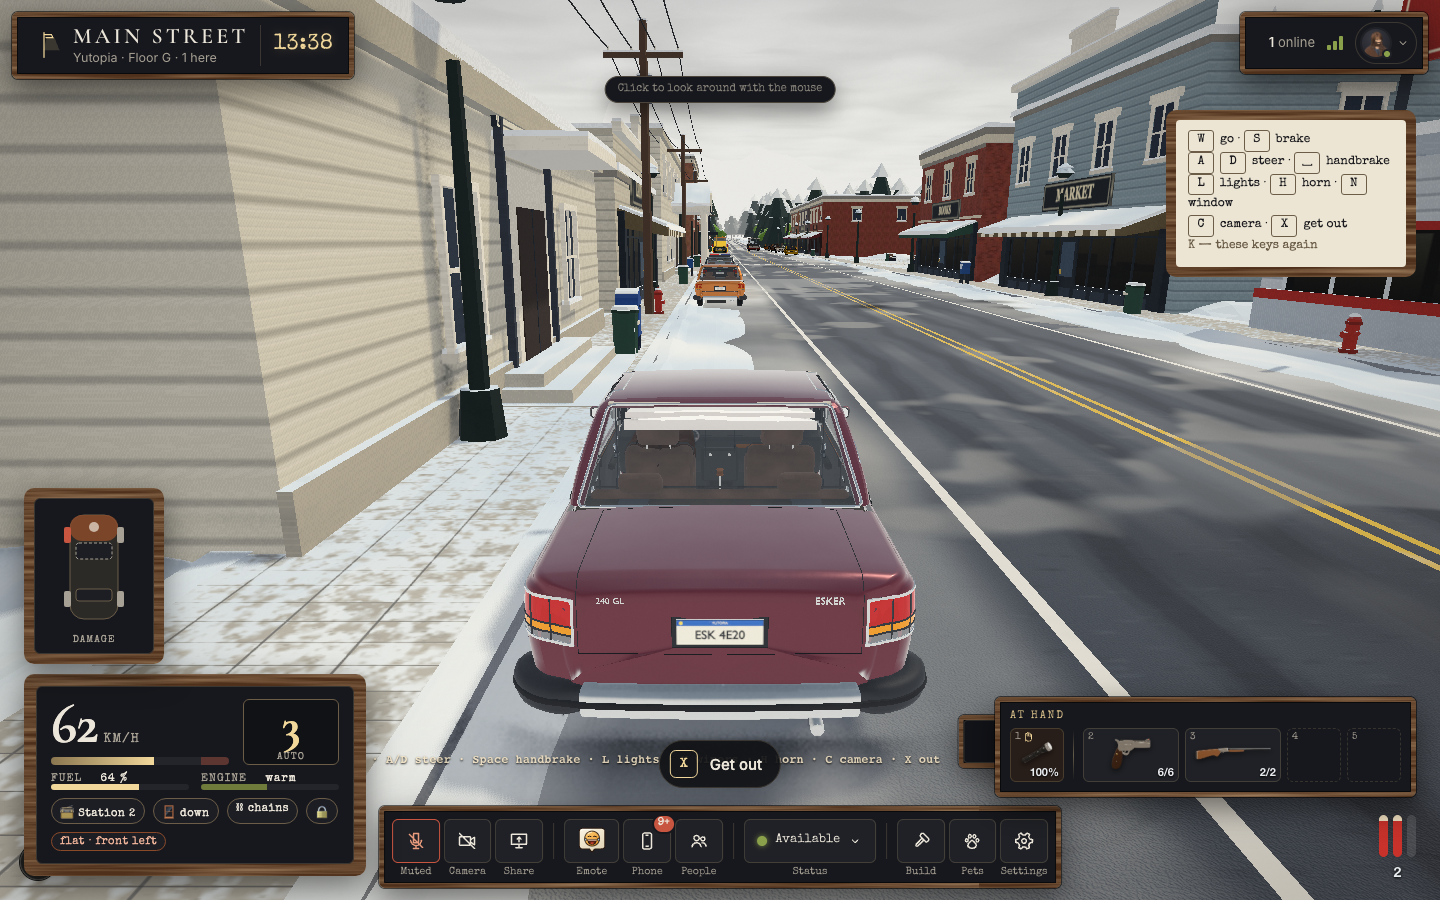 MAIN STREET
Yutopia · Floor G · 1 here
13:38
1 online
Click to look around with the mouse
W go · S brake
A D steer · ⎵ handbrake
L lights · H horn · N
window
C camera · X get out
K — these keys again
BOOKS
MARKET
240 GL
ESKER
YUTOPIA
ESK 4E20
DAMAGE
62 KM/H
3
AUTO
FUEL 64 %
ENGINE warm
Station 2
down
chains
flat · front left
· A/D steer · Space handbrake · L lights
X Get out
horn · C camera · X out
AT HAND
1
100%
2
6/6
3
2/2
4
5
9+
Available
Muted
Camera
Share
Emote
Phone
People
Status
Build
Pets
Settings
2